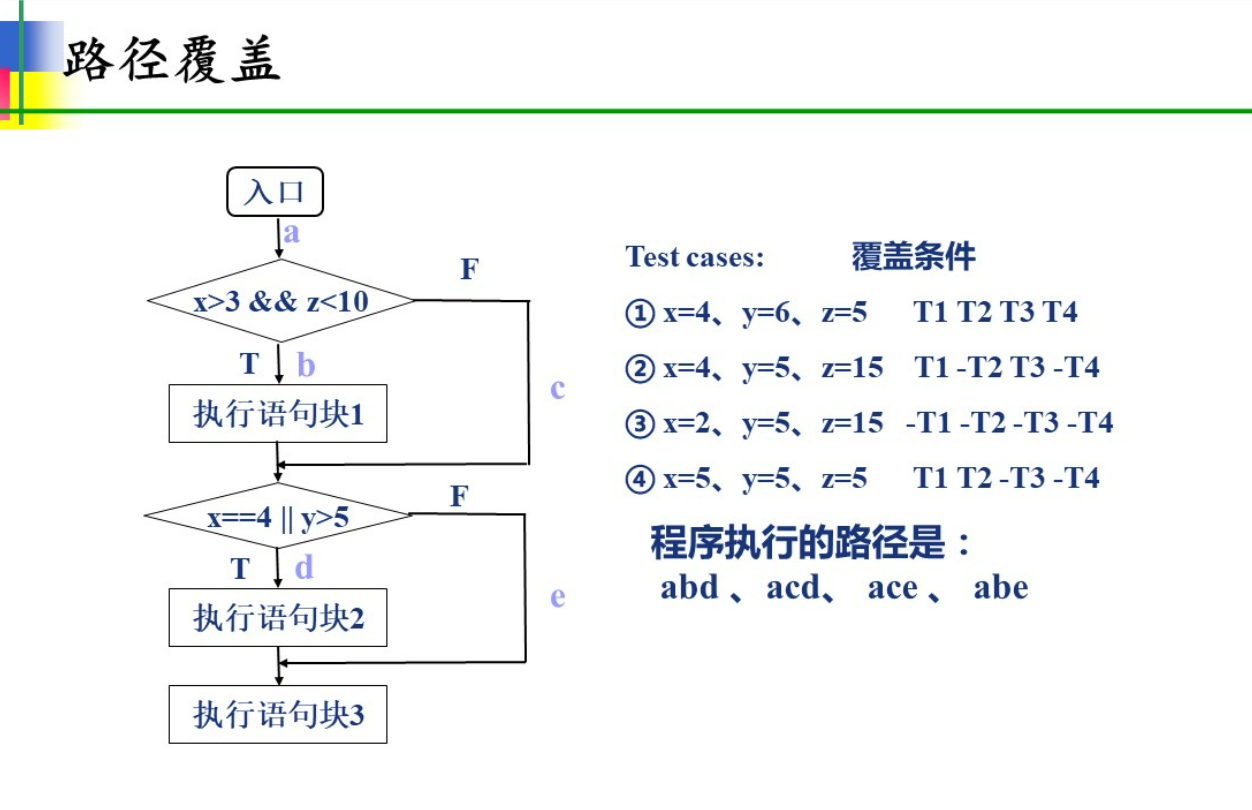 路径覆盖
入口
a
x>3 && z<10
F
T
b
c
执行语句块1
x==4 || y>5
F
T
d
e
执行语句块2
执行语句块3
Test cases: 覆盖条件
① x=4、y=6、z=5 T1 T2 T3 T4
② x=4、y=5、z=15 T1 -T2 T3 -T4
③ x=2、y=5、z=15 -T1 -T2 -T3 -T4
④ x=5、y=5、z=5 T1 T2 -T3 -T4
程序执行的路径是：
abd 、acd、 ace 、 abe